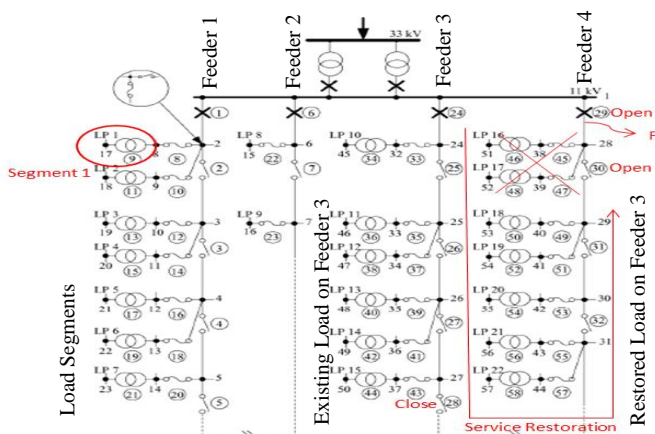 Feeder 1
Feeder 2
Feeder 3
Feeder 4
33 kV
11 kV
1
1 6 24 29 Open
LP 1 17 9 8 8 2
LP 8 15 22 6
LP 10 45 34 32 33 24
LP 16 51 46 38 45 28
F
Segment 1
2 7 25 30 Open
LP 2 18 11 9 10
LP 17 52 48 39 47
LP 3 19 13 10 12 3
LP 9 16 23 7
LP 11 46 36 33 35 25
LP 18 53 50 40 49 29
3 26 31
LP 4 20 15 11 14
LP 12 47 38 34 37
LP 19 54 52 41 51
LP 5 21 17 12 16 4
LP 13 48 40 35 39 26
LP 20 55 54 42 53 30
4 27 32
LP 6 22 19 13 18
LP 14 49 42 36 41
LP 21 56 56 43 55 31
LP 7 23 21 14 20 5
LP 15 50 44 37 43 27
LP 22 57 58 44 57
5 Close 28
Service Restoration
Load Segments
Existing Load on Feeder 3
Restored Load on Feeder 3